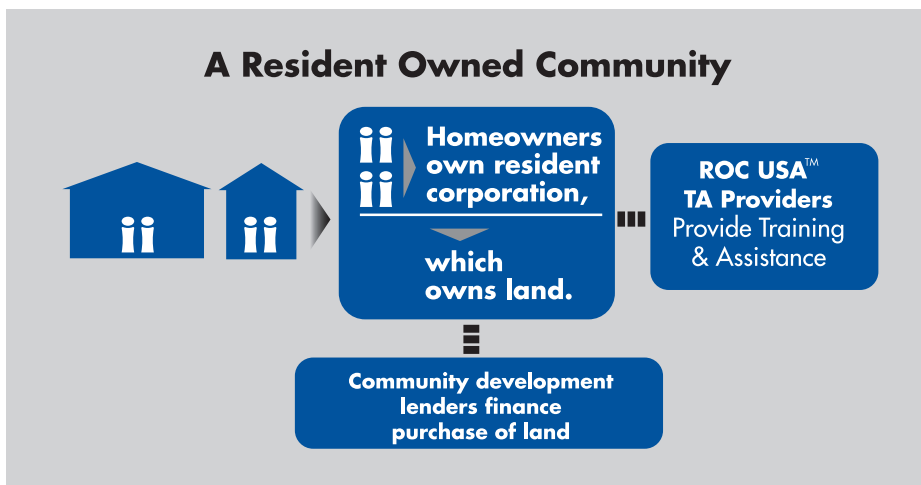 A Resident Owned Community
Homeowners
own resident
corporation,
which
owns land.
ROC USA™
TA Providers
Provide Training
& Assistance
Community development
lenders finance
purchase of land